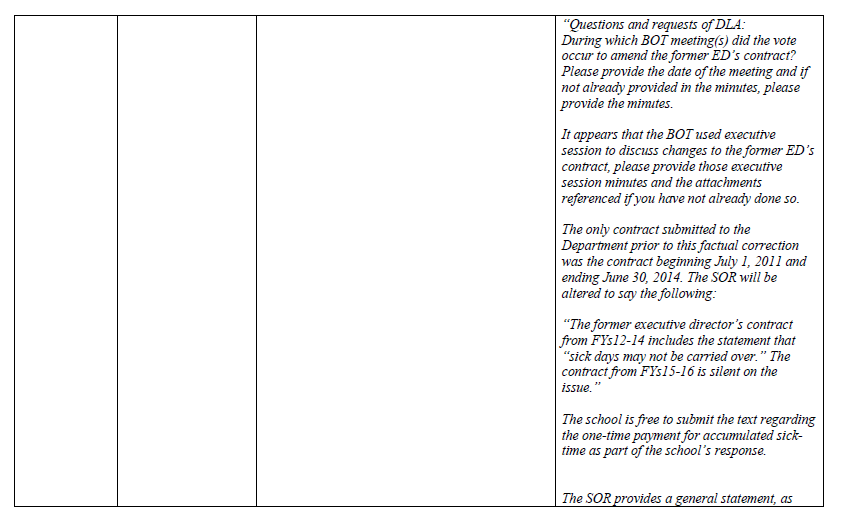 “Questions and requests of DLA:
During which BOT meeting(s) did the vote
occur to amend the former ED’s contract?
Please provide the date of the meeting and if
not already provided in the minutes, please
provide the minutes.
It appears that the BOT used executive
session to discuss changes to the former ED’s
contract, please provide those executive
session minutes and the attachments
referenced if you have not already done so.
The only contract submitted to the
Department prior to this factual correction
was the contract beginning July 1, 2011 and
ending June 30, 2014. The SOR will be
altered to say the following:
“The former executive director’s contract
from FYs12-14 includes the statement that
“sick days may not be carried over.” The
contract from FYs15-16 is silent on the
issue.”
The school is free to submit the text regarding
the one-time payment for accumulated sick-
time as part of the school’s response.
The SOR provides a general statement, as